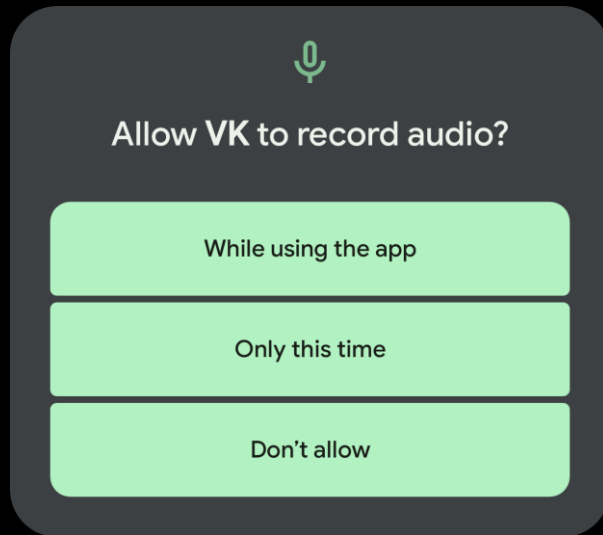 Allow VK to record audio?
While using the app
Only this time
Don’t allow